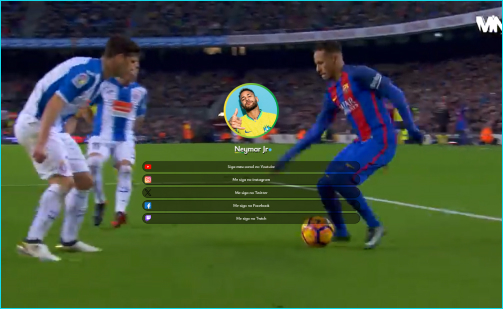 MN
Neymar Jr
Siga meu canal no Youtube
Me siga no Instagram
Me siga no Twitter
Me siga no Facebook
Me siga no Twitch